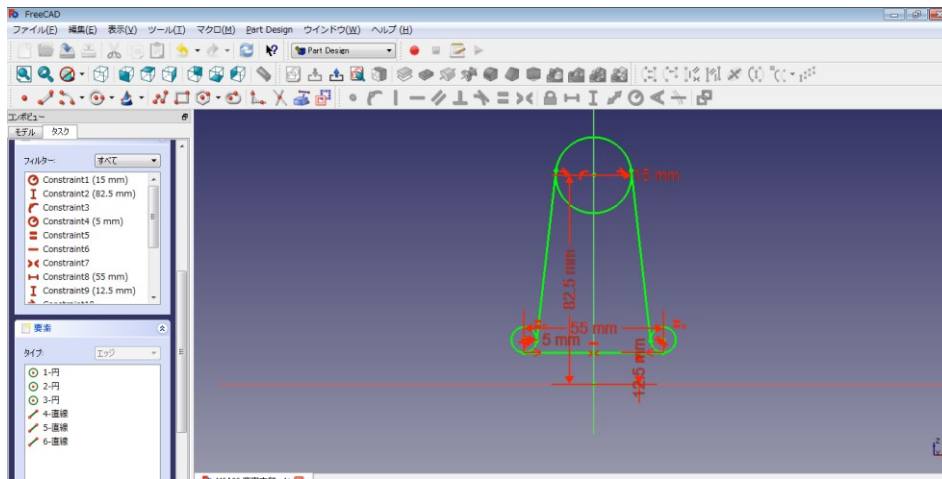 FreeCAD
ファイル(F) 編集(E) 表示(V) ツール(T) マクロ(M) Part Design ウインドウ(W) ヘルプ(H)
Part Design
コンボビュー
モデル タスク
フィルター: すべて
Constraint1 (15 mm)
Constraint2 (82.5 mm)
Constraint3
Constraint4 (5 mm)
Constraint5
Constraint6
Constraint7
Constraint8 (55 mm)
Constraint9 (12.5 mm)
要素
タイプ: エッジ
1-円
2-円
3-円
4-直線
5-直線
6-直線
15 mm
82.5 mm
55 mm
5 mm
12.5 mm